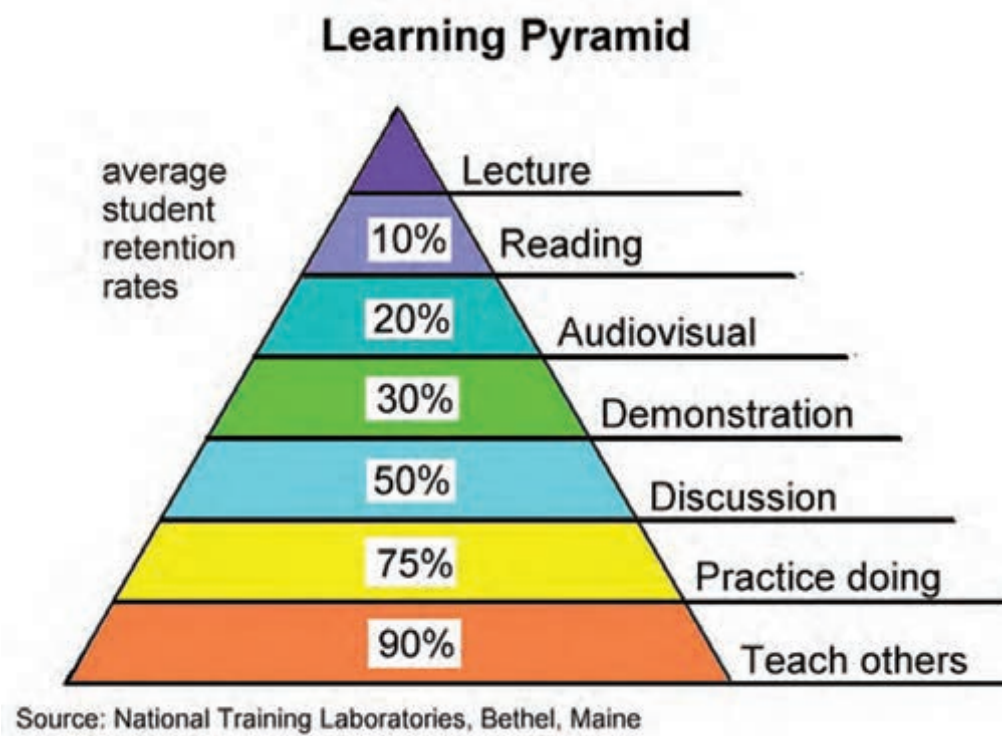 Learning Pyramid
average
student
retention
rates
Lecture
10%
Reading
20%
Audiovisual
30%
Demonstration
50%
Discussion
75%
Practice doing
90%
Teach others
Source: National Training Laboratories, Bethel, Maine